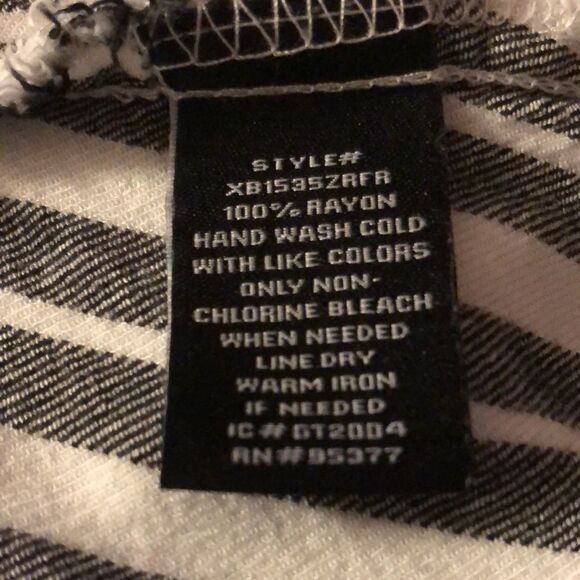 STYLE#
XB1535ZRFR
100% RAYON
HAND WASH COLD
WITH LIKE COLORS
ONLY NON-
CHLORINE BLEACH
WHEN NEEDED
LINE DRY
WARM IRON
IF NEEDED
IC# GT2004
RN#95377